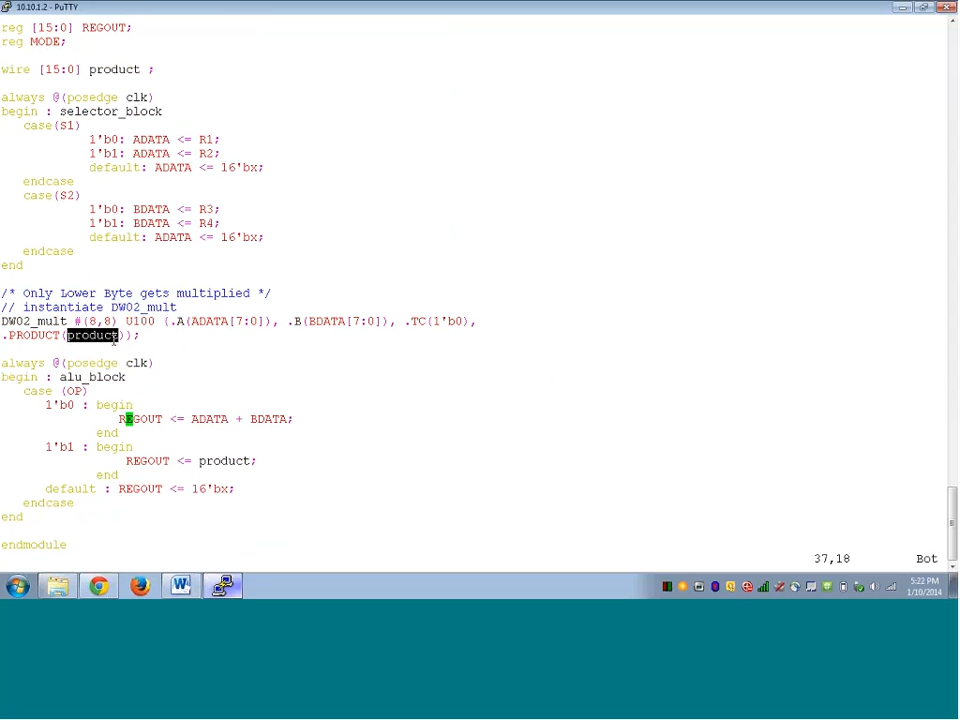 10.10.1.2 - PuTTY
reg [15:0] REGOUT;
reg MODE;
wire [15:0] product ;
always @(posedge clk)
begin : selector_block
case(S1)
1'b0: ADATA <= R1;
1'b1: ADATA <= R2;
default: ADATA <= 16'bx;
endcase
case(S2)
1'b0: BDATA <= R3;
1'b1: BDATA <= R4;
default: ADATA <= 16'bx;
endcase
end
/* Only Lower Byte gets multiplied */
// instantiate DW02_mult
DW02_mult #(8,8) U100 (.A(ADATA[7:0]), .B(BDATA[7:0]), .TC(1'b0),
.PRODUCT(product));
always @(posedge clk)
begin : alu_block
case (OP)
1'b0 : begin
REGOUT <= ADATA + BDATA;
end
1'b1 : begin
REGOUT <= product;
end
default : REGOUT <= 16'bx;
endcase
end
endmodule
37,18 Bot
5:22 PM
1/10/2014